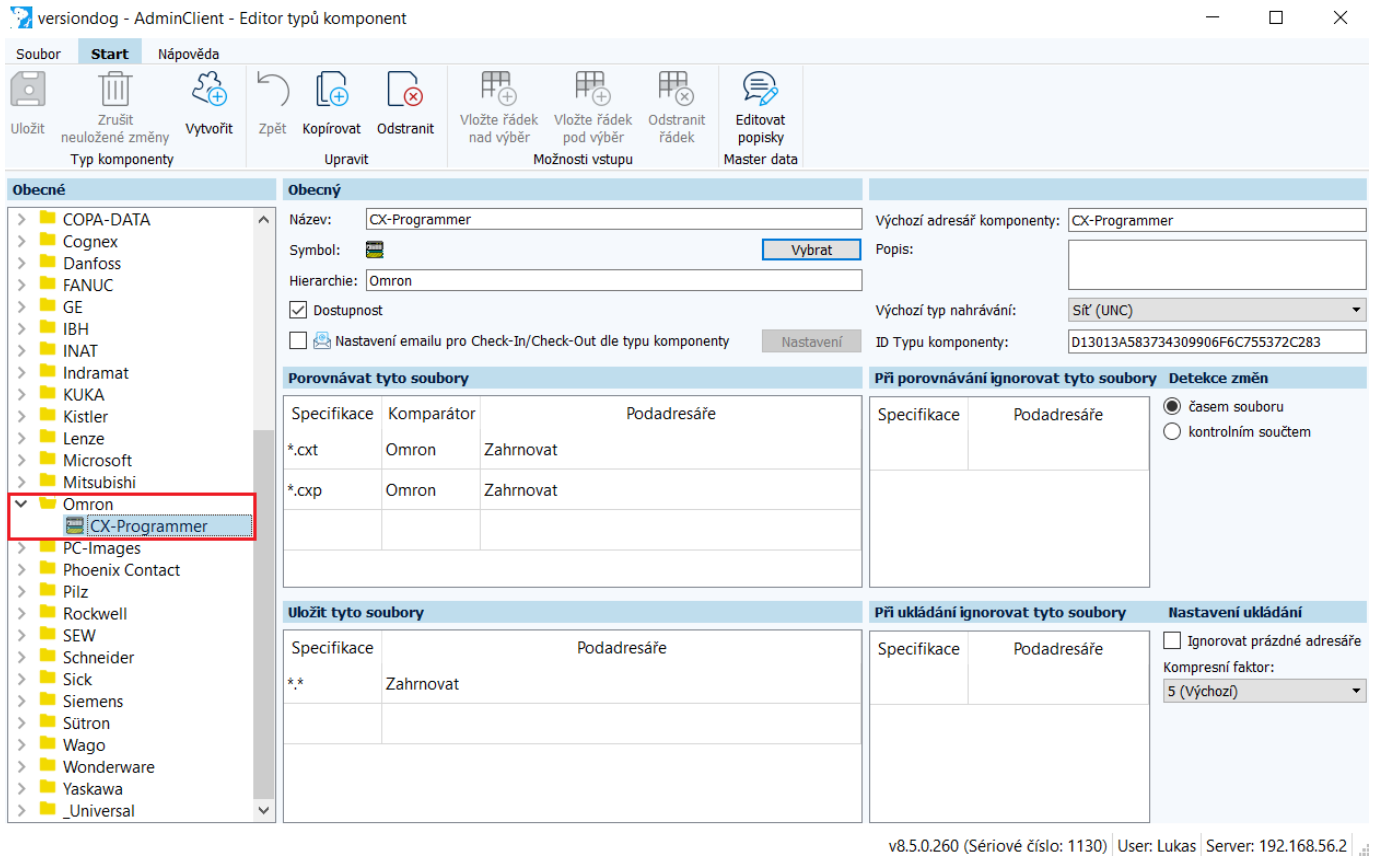 versiondog - AdminClient - Editor typů komponent
Soubor Start Nápověda
Uložit
Zrušit
neuložené změny
Vytvořit
Typ komponenty
Zpět
Kopírovat
Odstranit
Upravit
Vložte řádek
nad výběr
Vložte řádek
pod výběr
Odstranit
řádek
Možnosti vstupu
Editovat
popisky
Master data
Obecné
COPA-DATA
Cognex
Danfoss
FANUC
GE
IBH
INAT
Indramat
KUKA
Kistler
Lenze
Microsoft
Mitsubishi
Omron
CX-Programmer
PC-Images
Phoenix Contact
Pilz
Rockwell
SEW
Schneider
Sick
Siemens
Sütron
Wago
Wonderware
Yaskawa
_Universal
Obecný
Název: CX-Programmer
Symbol: Vybrat
Hierarchie: Omron
Dostupnost
Nastavení emailu pro Check-In/Check-Out dle typu komponenty Nastavení
Výchozí adresář komponenty: CX-Programmer
Popis:
Výchozí typ nahrávání: Síť (UNC)
ID Typu komponenty: D13013A583734309906F6C755372C283
Porovnávat tyto soubory
Specifikace Komparátor Podadresáře
*.cxt Omron Zahrnovat
*.cxp Omron Zahrnovat
Při porovnávání ignorovat tyto soubory
Specifikace Podadresáře
Detekce změn
časem souboru
kontrolním součtem
Uložit tyto soubory
Specifikace Podadresáře
*.* Zahrnovat
Při ukládání ignorovat tyto soubory
Specifikace Podadresáře
Nastavení ukládání
Ignorovat prázdné adresáře
Kompresní faktor:
5 (Výchozí)
v8.5.0.260 (Sériové číslo: 1130) User: Lukas Server: 192.168.56.2